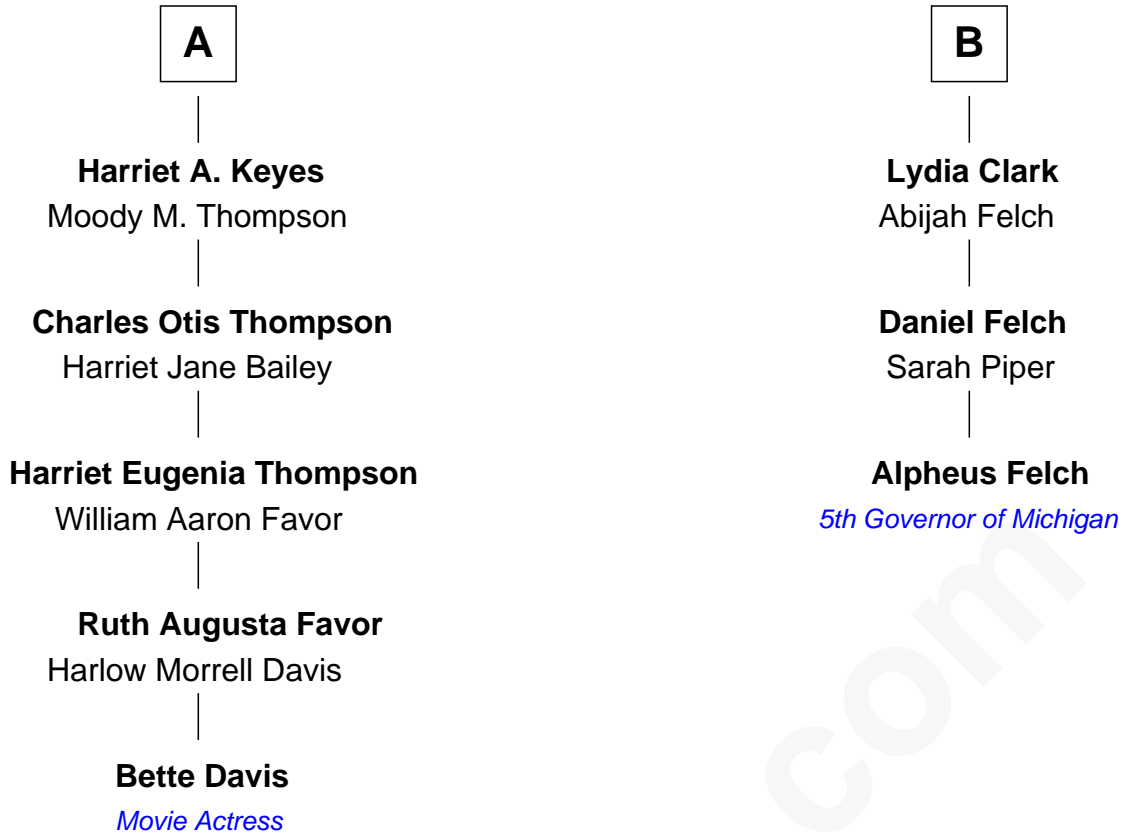 A
Harriet A. Keyes
Moody M. Thompson
Charles Otis Thompson
Harriet Jane Bailey
Harriet Eugenia Thompson
William Aaron Favor
Ruth Augusta Favor
Harlow Morrell Davis
Bette Davis
Movie Actress
B
Lydia Clark
Abijah Felch
Daniel Felch
Sarah Piper
Alpheus Felch
5th Governor of Michigan
com